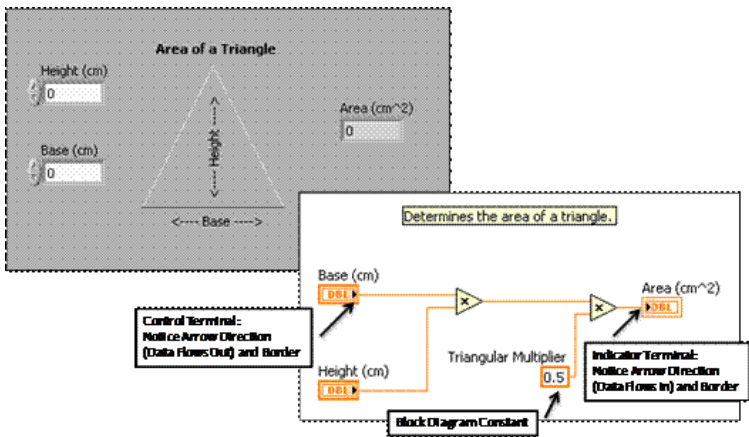 Area of a Triangle
Height (cm)
0
Base (cm)
0
<---- Height ---->
<---- Base ---->
Area (cm^2)
0
Determines the area of a triangle.
Base (cm)
DBL
×
×
Area (cm^2)
DBL
Height (cm)
DBL
Triangular Multiplier
0.5
Control Terminal:
Notice Arrow Direction
(Data Flows Out) and Border
Indicator Terminal:
Notice Arrow Direction
(Data Flows In) and Border
Block Diagram Constant